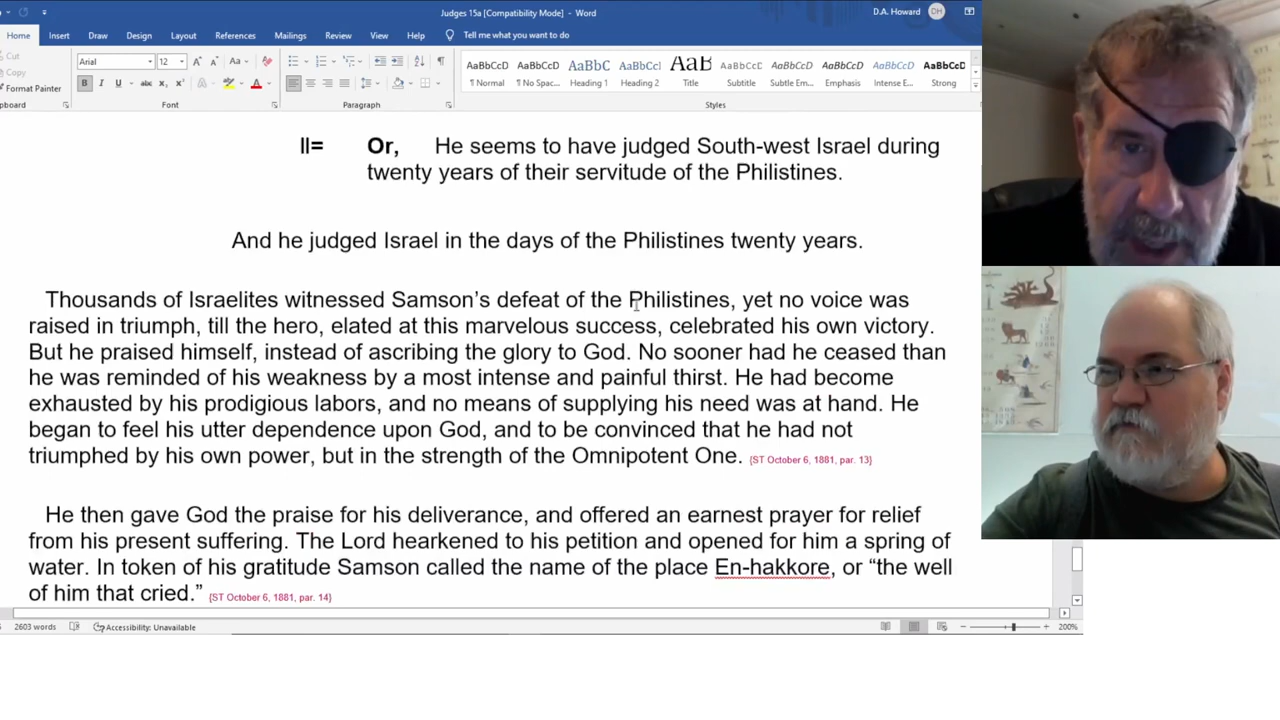 Judges 15a [Compatibility Mode] - Word
D.A. Howard
DH
Home Insert Draw Design Layout References Mailings Review View Help Tell me what you want to do
Cut
Copy
Format Painter
Arial 12
AaBbCcD AaBbCcD AaBbC AaBbCcl AaB AaBbCcD AaBbCcD AaBbCcD AaBbCcD AaBbCcD
¶ Normal ¶ No Spac... Heading 1 Heading 2 Title Subtitle Subtle Em... Emphasis Intense E... Strong
pboard Font Paragraph Styles
||= Or, He seems to have judged South-west Israel during
twenty years of their servitude of the Philistines.
And he judged Israel in the days of the Philistines twenty years.
Thousands of Israelites witnessed Samson’s defeat of the Philistines, yet no voice was
raised in triumph, till the hero, elated at this marvelous success, celebrated his own victory.
But he praised himself, instead of ascribing the glory to God. No sooner had he ceased than
he was reminded of his weakness by a most intense and painful thirst. He had become
exhausted by his prodigious labors, and no means of supplying his need was at hand. He
began to feel his utter dependence upon God, and to be convinced that he had not
triumphed by his own power, but in the strength of the Omnipotent One. {ST October 6, 1881, par. 13}
He then gave God the praise for his deliverance, and offered an earnest prayer for relief
from his present suffering. The Lord hearkened to his petition and opened for him a spring of
water. In token of his gratitude Samson called the name of the place En-hakkore, or “the well
of him that cried.” {ST October 6, 1881, par. 14}
2603 words Accessibility: Unavailable 200%